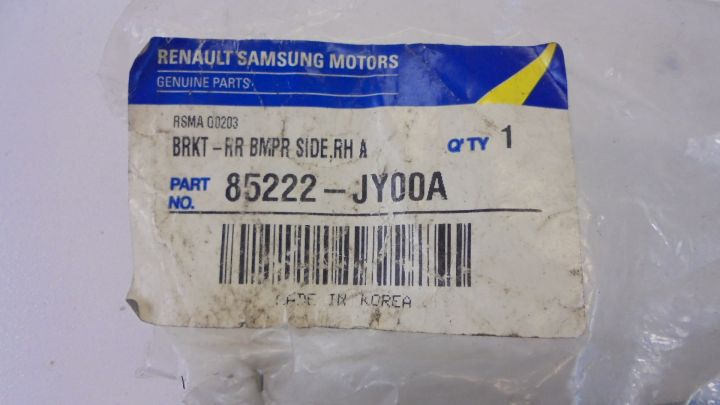 RENAULT SAMSUNG MOTORS
GENUINE PARTS
RSMA 00203
BRKT-RR BMPR SIDE,RH A
Q'TY 1
PART NO. 85222-JY00A
MADE IN KOREA